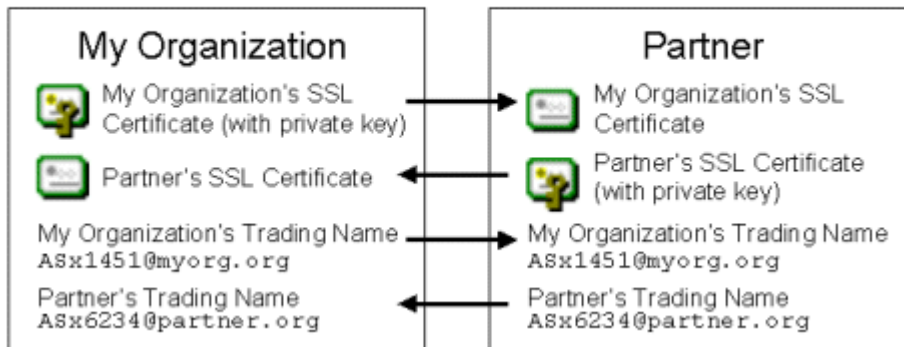 My Organization
My Organization's SSL
Certificate (with private key)
Partner's SSL Certificate
My Organization's Trading Name
ASx1451@myorg.org
Partner's Trading Name
ASx6234@partner.org
Partner
My Organization's SSL
Certificate
Partner's SSL Certificate
(with private key)
My Organization's Trading Name
ASx1451@myorg.org
Partner's Trading Name
ASx6234@partner.org